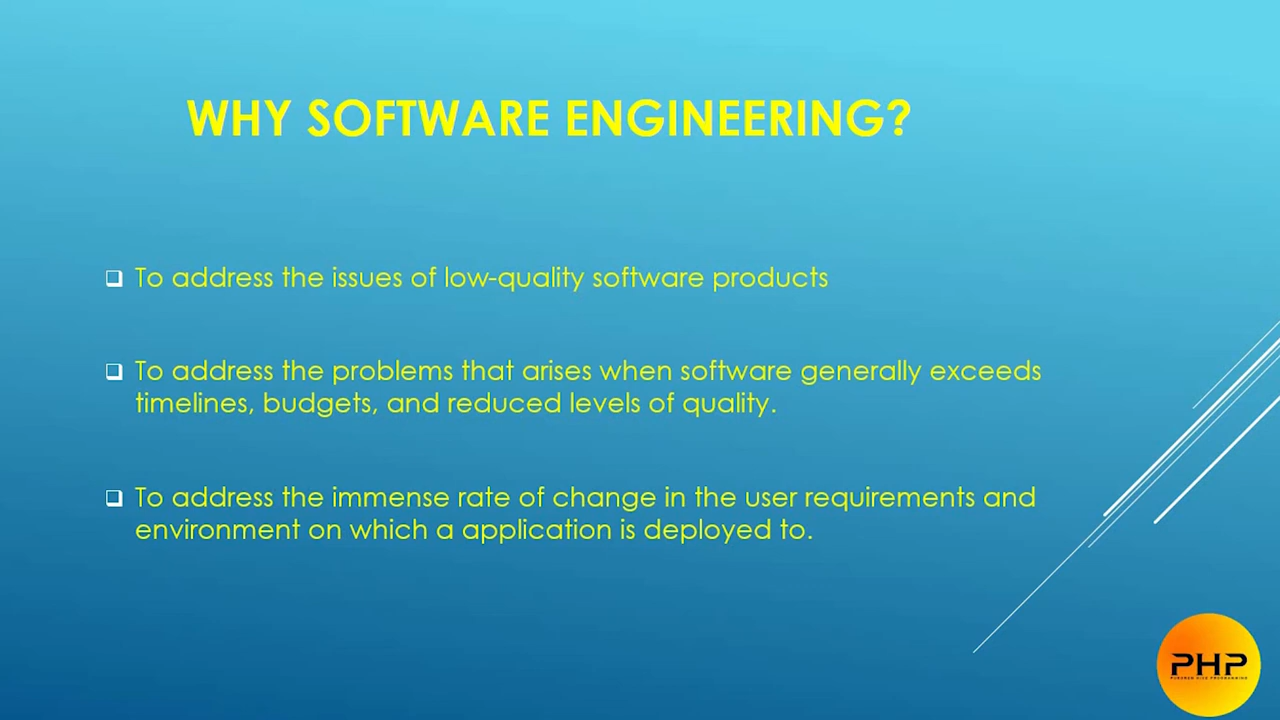 WHY SOFTWARE ENGINEERING?
To address the issues of low-quality software products
To address the problems that arises when software generally exceeds
timelines, budgets, and reduced levels of quality.
To address the immense rate of change in the user requirements and
environment on which a application is deployed to.
PHP